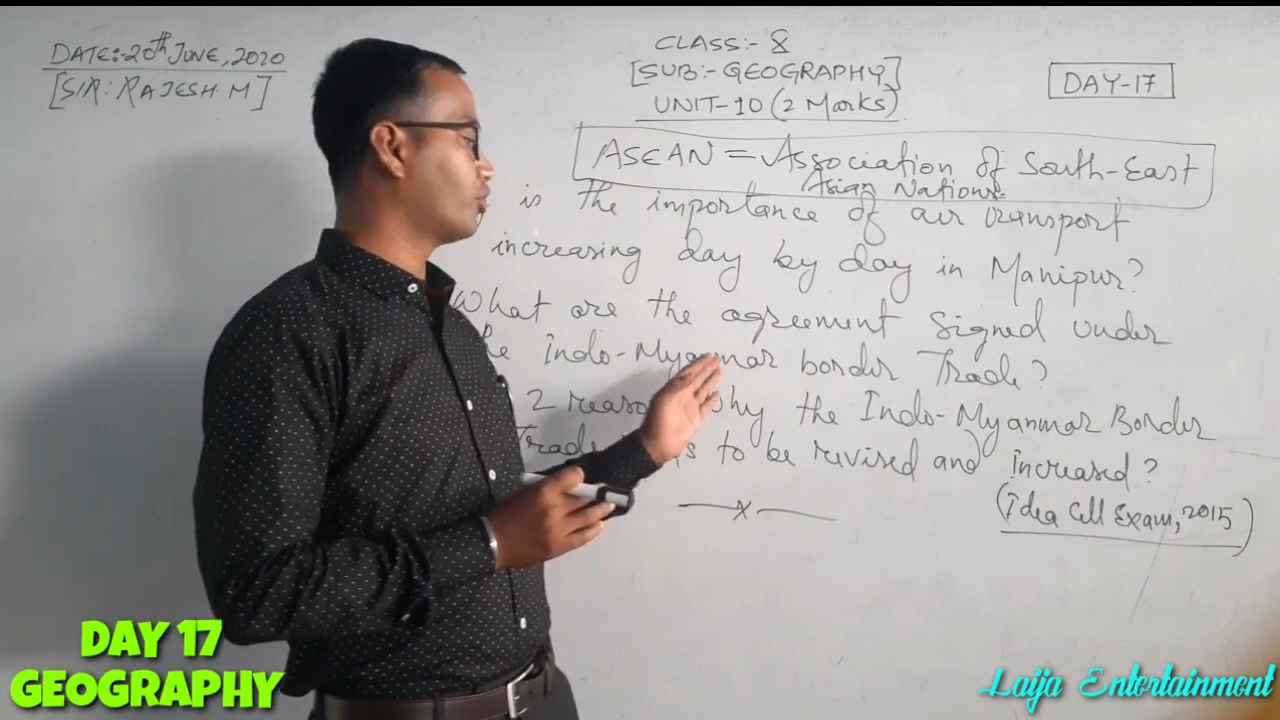 DATE:-20th JUNE, 2020
[SIR: RAJESH.M]
CLASS:- 8
[SUB:- GEOGRAPHY]
UNIT-10 (2 Marks)
DAY-17
ASEAN = Association of South-East
Asian Nations.
is the importance of air transport
increasing day by day in Manipur?
What are the agreement signed under
he Indo-Myanmar border Trade?
2 reaso why the Indo-Myanmar Border
Trade to be revised and increased?
(Idea Cell Exam, 2015)
x
DAY 17
GEOGRAPHY
Laija Entertainment